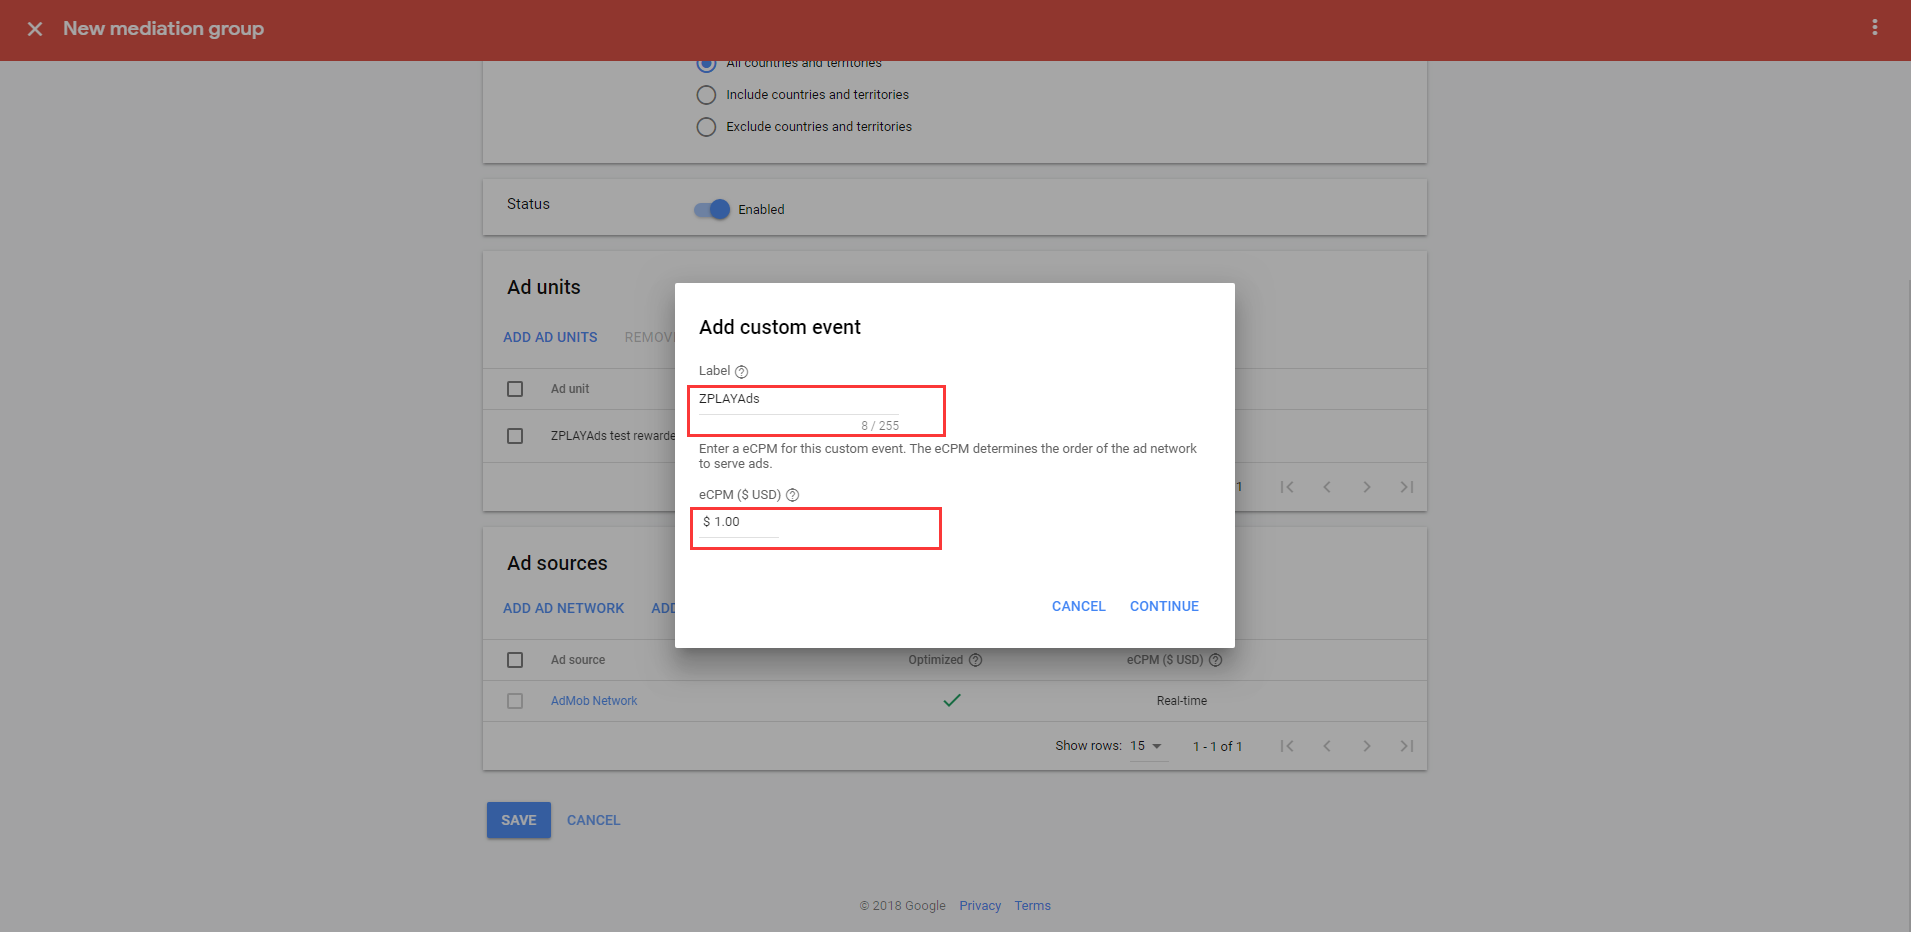 New mediation group
All countries and territories
Include countries and territories
Exclude countries and territories
Status
Enabled
Ad units
ADD AD UNITS REMOV
Ad unit
ZPLAYAds test rewarde
1
Add custom event
Label
ZPLAYAds
8 / 255
Enter a eCPM for this custom event. The eCPM determines the order of the ad network
to serve ads.
eCPM ($ USD)
$ 1.00
CANCEL CONTINUE
Ad sources
ADD AD NETWORK ADD
Ad source Optimized eCPM ($ USD)
AdMob Network Real-time
Show rows: 15 1 - 1 of 1
SAVE CANCEL
© 2018 Google Privacy Terms